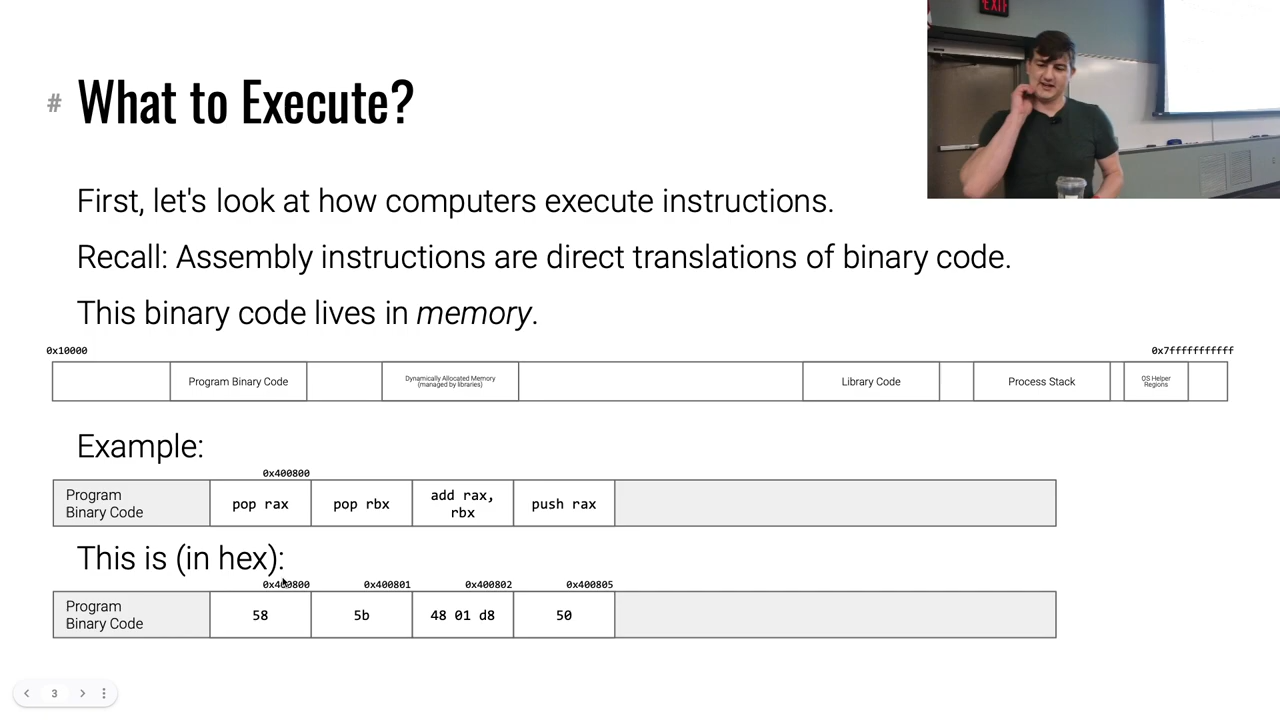 EXIT
# What to Execute?
First, let's look at how computers execute instructions.
Recall: Assembly instructions are direct translations of binary code.
This binary code lives in memory.
0x10000 0x7fffffffffff
Program Binary Code
Dynamically Allocated Memory
(managed by libraries)
Library Code
Process Stack
OS Helper
Regions
Example:
0x400800
Program
Binary Code
pop rax
pop rbx
add rax,
rbx
push rax
This is (in hex):
0x400800 0x400801 0x400802 0x400805
Program
Binary Code
58
5b
48 01 d8
50
3